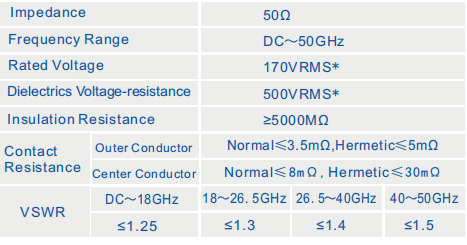 Impedance 50Ω
Frequency Range DC～50GHz
Rated Voltage 170VRMS*
Dielectrics Voltage-resistance 500VRMS*
Insulation Resistance ≥5000MΩ
Contact Resistance
Outer Conductor Normal≤3.5mΩ,Hermetic≤5mΩ
Center Conductor Normal≤8mΩ, Hermetic≤30mΩ
VSWR
DC～18GHz 18～26.5GHz 26.5～40GHz 40～50GHz
≤1.25 ≤1.3 ≤1.4 ≤1.5